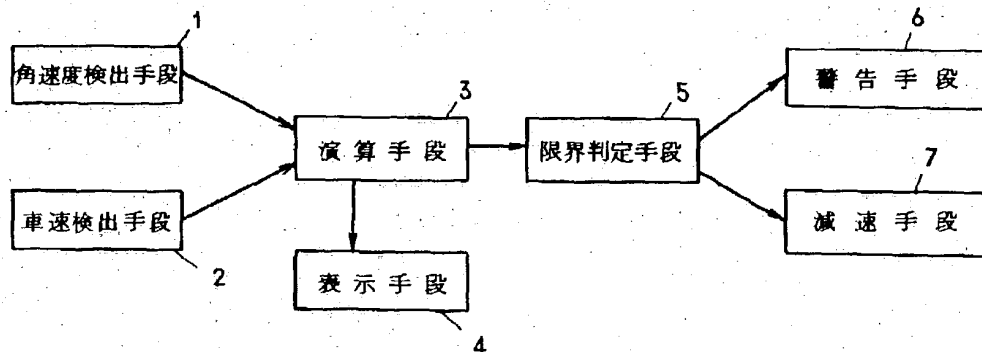 1
角速度検出手段
車速検出手段
2
3
演算手段
表示手段
4
5
限界判定手段
6
警告手段
7
減速手段